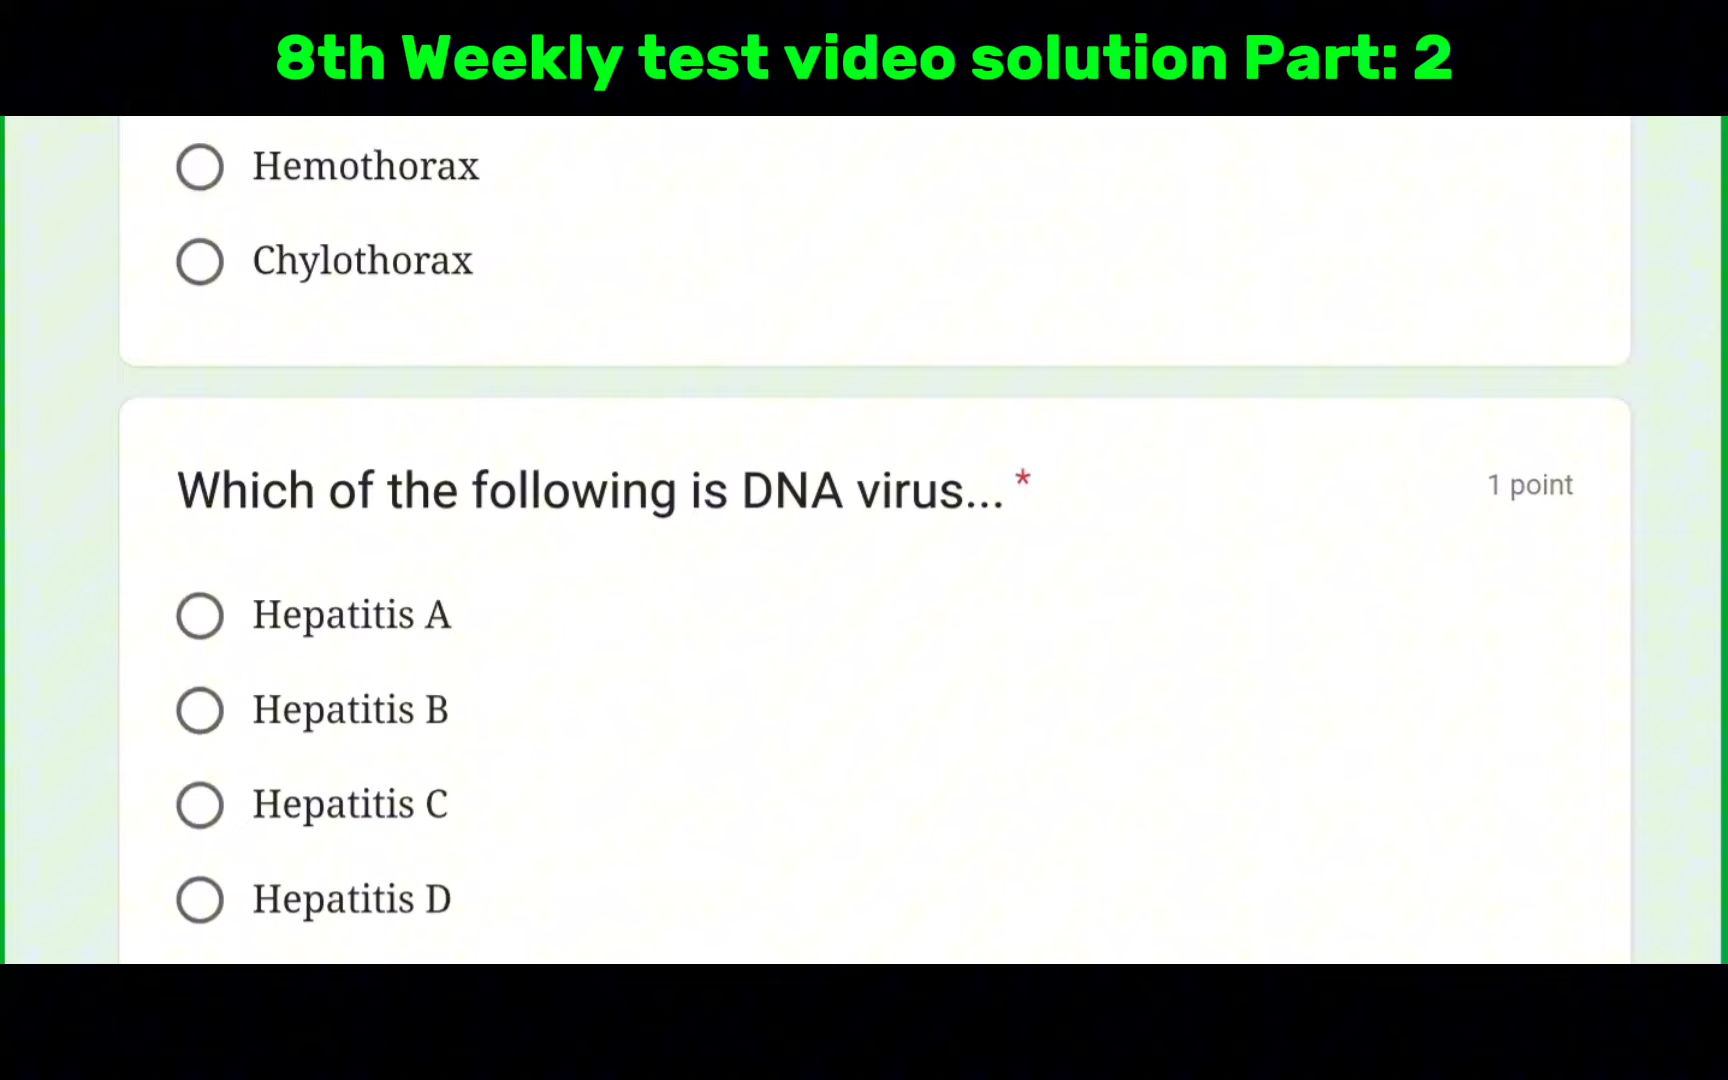 8th Weekly test video solution Part: 2
Hemothorax
Chylothorax
Which of the following is DNA virus... *
1 point
Hepatitis A
Hepatitis B
Hepatitis C
Hepatitis D